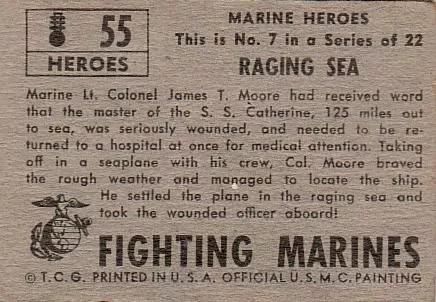 55
HEROES
MARINE HEROES
This is No. 7 in a Series of 22
RAGING SEA
Marine Lt. Colonel James T. Moore had received word
that the master of the S. S. Catherine, 125 miles out
to sea, was seriously wounded, and needed to be re-
turned to a hospital at once for medical attention. Taking
off in a seaplane with his crew, Col. Moore braved
the rough weather and managed to locate the ship.
He settled the plane in the raging sea and
took the wounded officer aboard!
FIGHTING MARINES
© T.C.G. PRINTED IN U.S.A. OFFICIAL U.S.M.C. PAINTING